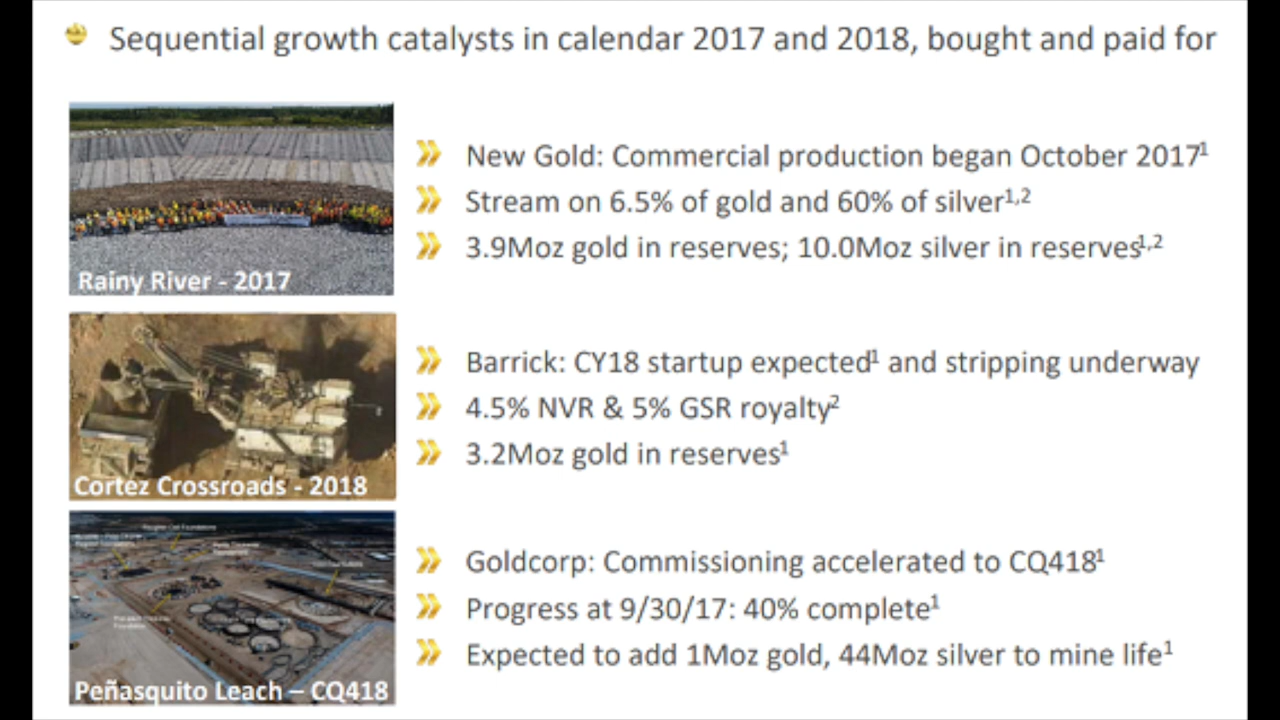 Sequential growth catalysts in calendar 2017 and 2018, bought and paid for
New Gold: Commercial production began October 2017¹
Stream on 6.5% of gold and 60% of silver¹,²
3.9Moz gold in reserves; 10.0Moz silver in reserves¹,²
Rainy River - 2017
Barrick: CY18 startup expected¹ and stripping underway
4.5% NVR & 5% GSR royalty²
3.2Moz gold in reserves¹
Cortez Crossroads - 2018
Goldcorp: Commissioning accelerated to CQ418¹
Progress at 9/30/17: 40% complete¹
Expected to add 1Moz gold, 44Moz silver to mine life¹
Peñasquito Leach – CQ418